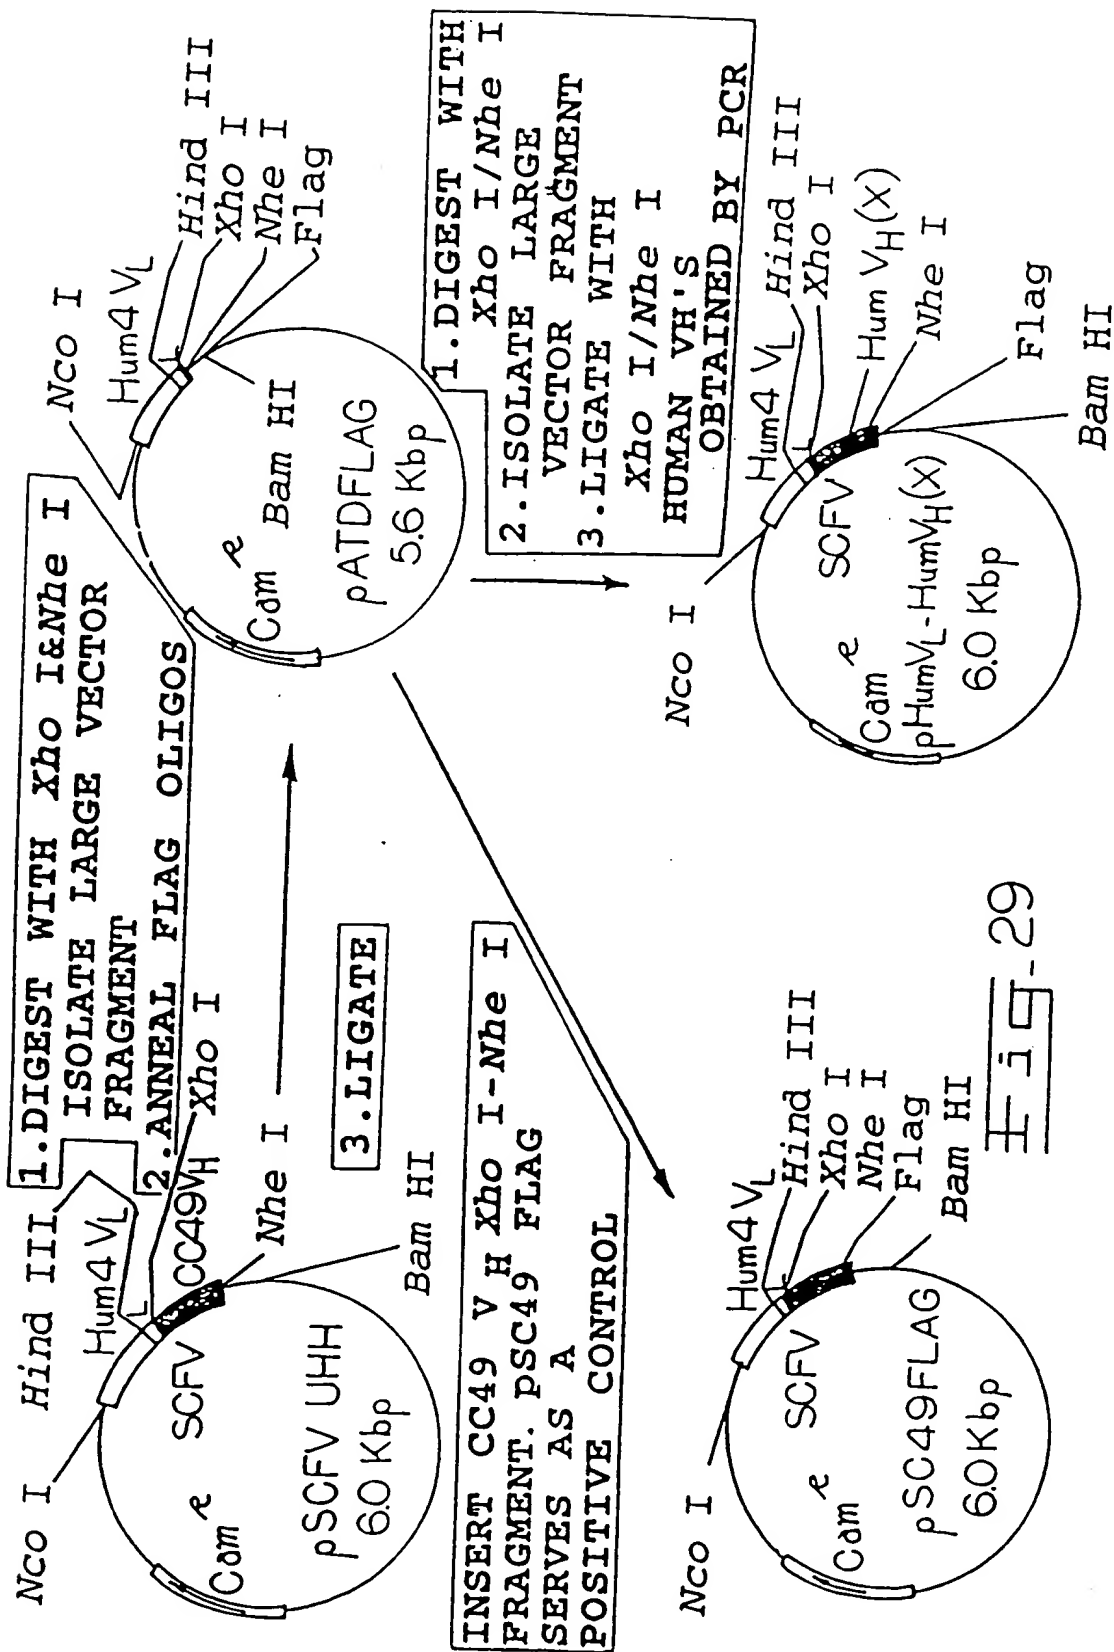 Nco I
Hind III
Hum4 VL
L
CC49VH
Xho I
Nhe I
Bam HI
Camʳ
SCFV
pSCFV UHH
6.0 Kbp
1.DIGEST WITH Xho I&Nhe I
ISOLATE LARGE VECTOR
FRAGMENT
2.ANNEAL FLAG OLIGOS
3.LIGATE
Nco I
Hum4 VL
L
Hind III
Xho I
Nhe I
Flag
Bam HI
Camʳ
pATDFLAG
5.6 Kbp
INSERT CC49 V H Xho I-Nhe I
FRAGMENT. pSC49 FLAG
SERVES AS A
POSITIVE CONTROL
1.DIGEST WITH
Xho I/Nhe I
2.ISOLATE LARGE
VECTOR FRAGMENT
3.LIGATE WITH
Xho I/Nhe I
HUMAN VH'S
OBTAINED BY PCR
Nco I
Hum4 VL
L
Hind III
Xho I
Nhe I
Flag
Bam HI
Camʳ
SCFV
pSC49FLAG
6.0Kbp
Nco I
Hum4 VL
L
Hind III
Xho I
Hum VH(X)
Nhe I
Flag
Bam HI
Camʳ
SCFV
pHumVL-HumVH(X)
6.0 Kbp
Fig-29